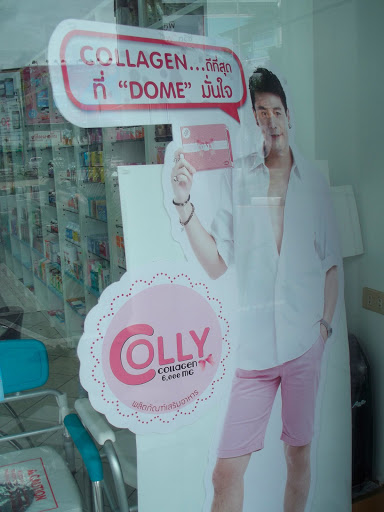 COLLAGEN...ดีที่สุด
ที่ "DOME" มั่นใจ
COLLY
collagen
6,000 MG
ผลิตภัณฑ์เสริมอาหาร
CAUTION